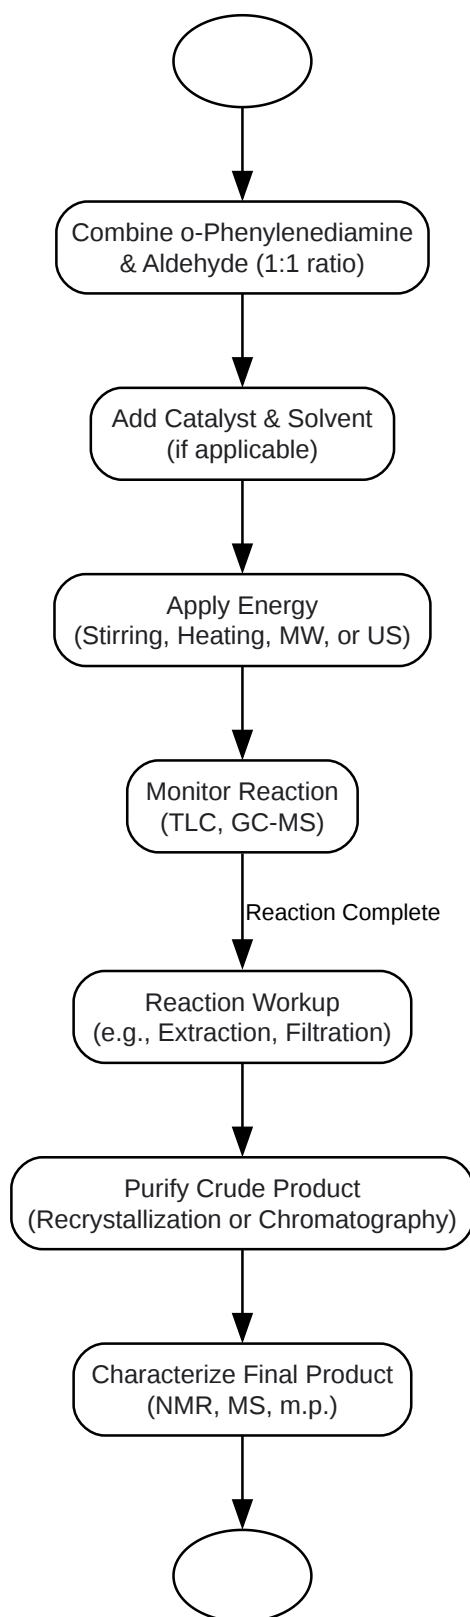 Combine o-Phenylenediamine
& Aldehyde (1:1 ratio)
Add Catalyst & Solvent
(if applicable)
Apply Energy
(Stirring, Heating, MW, or US)
Monitor Reaction
(TLC, GC-MS)
Reaction Complete
Reaction Workup
(e.g., Extraction, Filtration)
Purify Crude Product
(Recrystallization or Chromatography)
Characterize Final Product
(NMR, MS, m.p.)